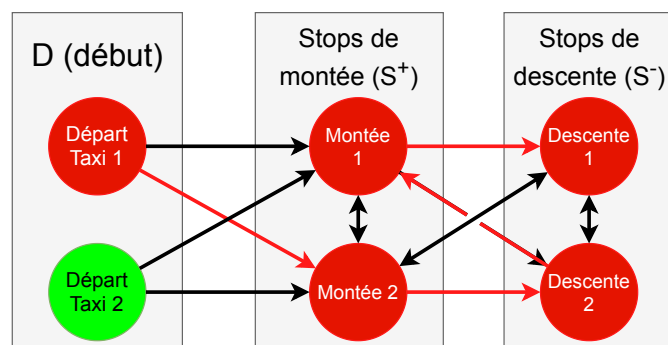 D (début)
Stops de
montée (S⁺)
Stops de
descente (S⁻)
Départ
Taxi 1
Montée
1
Descente
1
Départ
Taxi 2
Montée 2
Descente
2